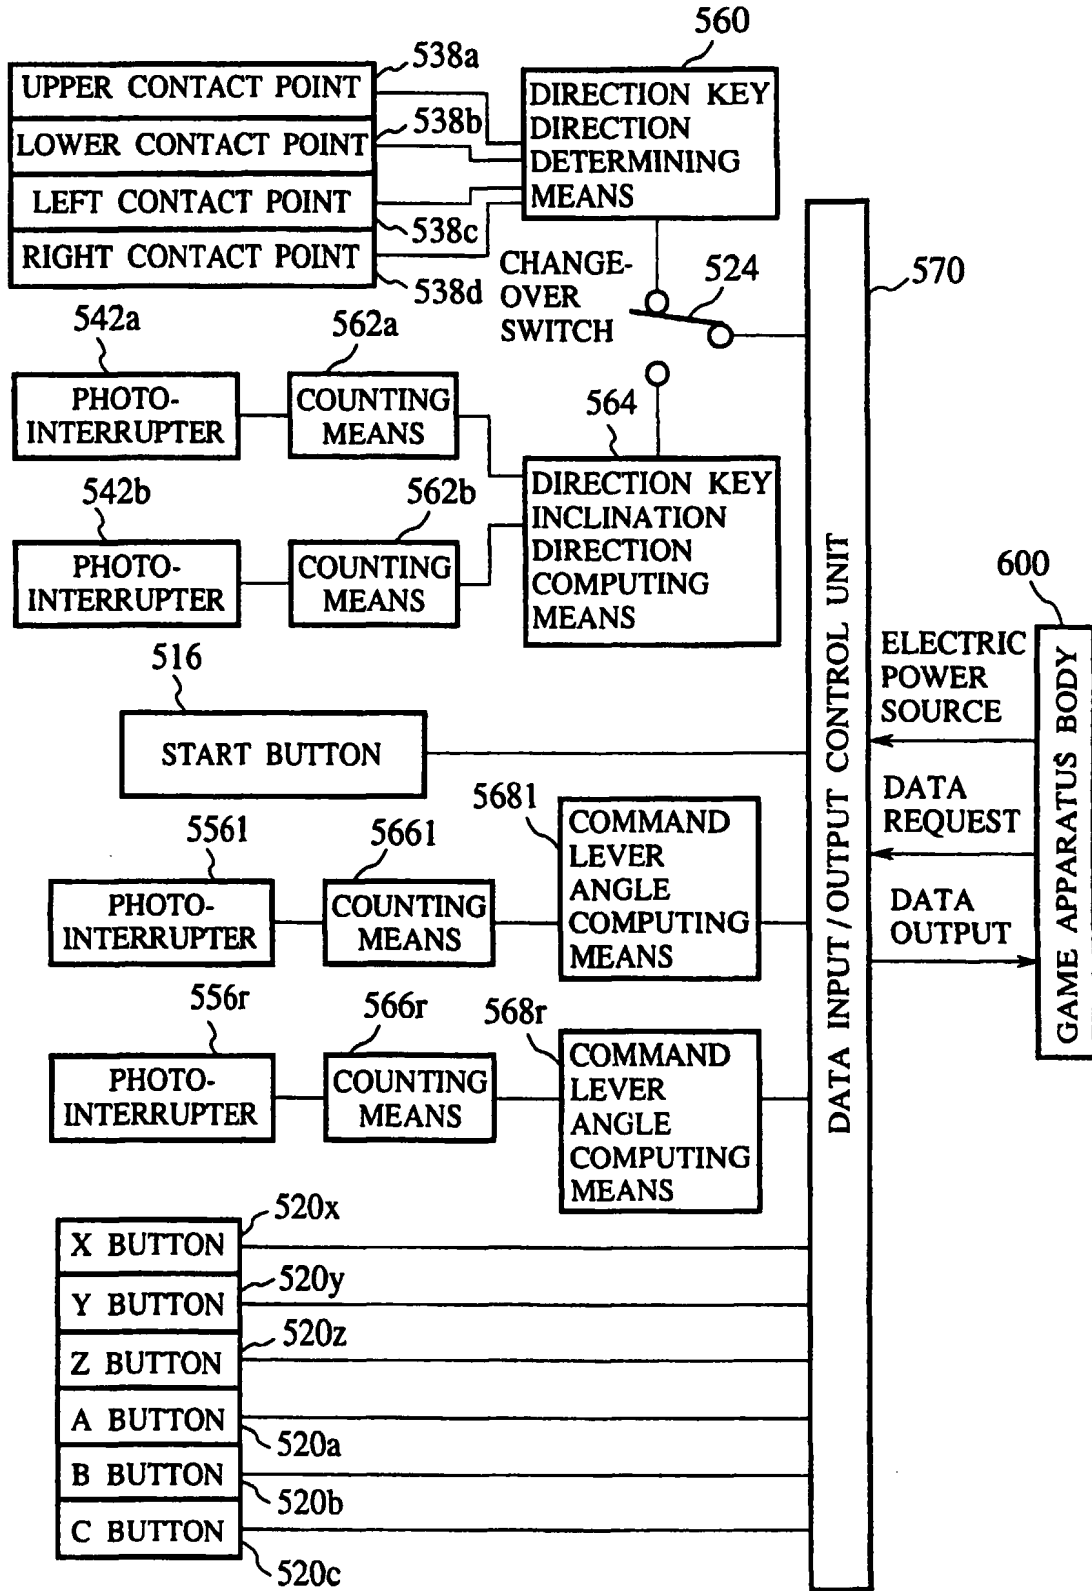 560
538a
UPPER CONTACT POINT
538b
LOWER CONTACT POINT
LEFT CONTACT POINT
538c
RIGHT CONTACT POINT
538d
DIRECTION KEY
DIRECTION
DETERMINING
MEANS
CHANGE-
OVER
SWITCH
524
570
542a
PHOTO-
INTERRUPTER
562a
COUNTING
MEANS
564
542b
PHOTO-
INTERRUPTER
562b
COUNTING
MEANS
DIRECTION KEY
INCLINATION
DIRECTION
COMPUTING
MEANS
516
START BUTTON
5561
PHOTO-
INTERRUPTER
5661
COUNTING
MEANS
5681
COMMAND
LEVER
ANGLE
COMPUTING
MEANS
556r
PHOTO-
INTERRUPTER
566r
COUNTING
MEANS
568r
COMMAND
LEVER
ANGLE
COMPUTING
MEANS
520x
X BUTTON
520y
Y BUTTON
520z
Z BUTTON
A BUTTON
520a
B BUTTON
520b
C BUTTON
520c
DATA INPUT/OUTPUT CONTROL UNIT
ELECTRIC
POWER
SOURCE
DATA
REQUEST
DATA
OUTPUT
600
GAME APPARATUS BODY